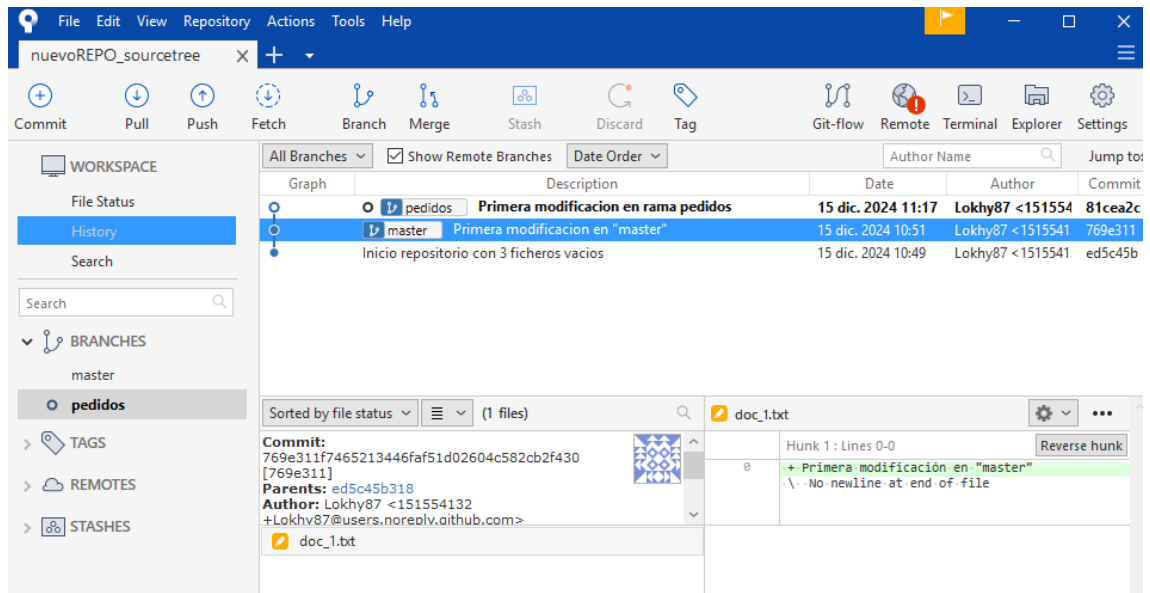 File Edit View Repository Actions Tools Help
nuevoREPO_sourcetree
Commit Pull Push Fetch Branch Merge Stash Discard Tag Git-flow Remote Terminal Explorer Settings
WORKSPACE
File Status
History
Search
Search
BRANCHES
master
pedidos
TAGS
REMOTES
STASHES
All Branches Show Remote Branches Date Order Author Name Jump to:
Graph Description Date Author Commit
pedidos Primera modificacion en rama pedidos 15 dic. 2024 11:17 Lokhy87 <151554 81cea2c
master Primera modificacion en "master" 15 dic. 2024 10:51 Lokhy87 <1515541 769e311
Inicio repositorio con 3 ficheros vacios 15 dic. 2024 10:49 Lokhy87 <1515541 ed5c45b
Sorted by file status (1 files)
Commit:
769e311f7465213446faf51d02604c582cb2f430
[769e311]
Parents: ed5c45b318
Author: Lokhy87 <151554132
+Lokhy87@users.noreply.github.com>
doc_1.txt
doc_1.txt
Hunk 1 : Lines 0-0 Reverse hunk
0 + Primera modificación en "master"
\ No newline at end of file